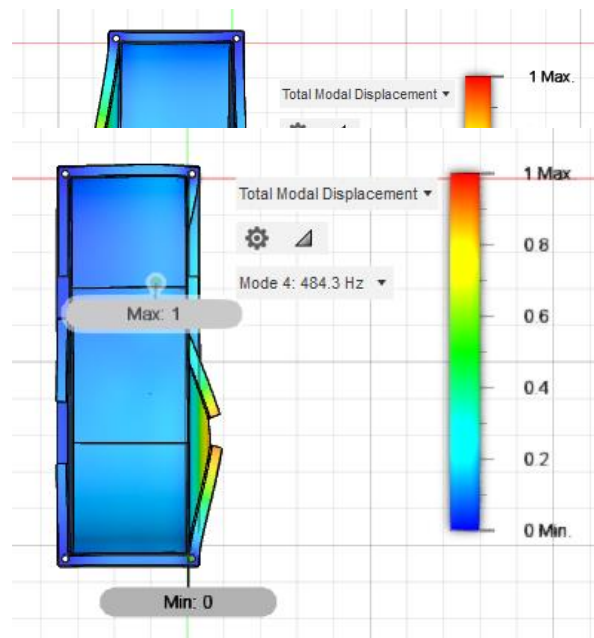 1 Max.
Total Modal Displacement
1 Max.
Total Modal Displacement
0.8
Mode 4: 484.3 Hz
Max: 1
0.6
0.4
0.2
0 Min.
Min: 0